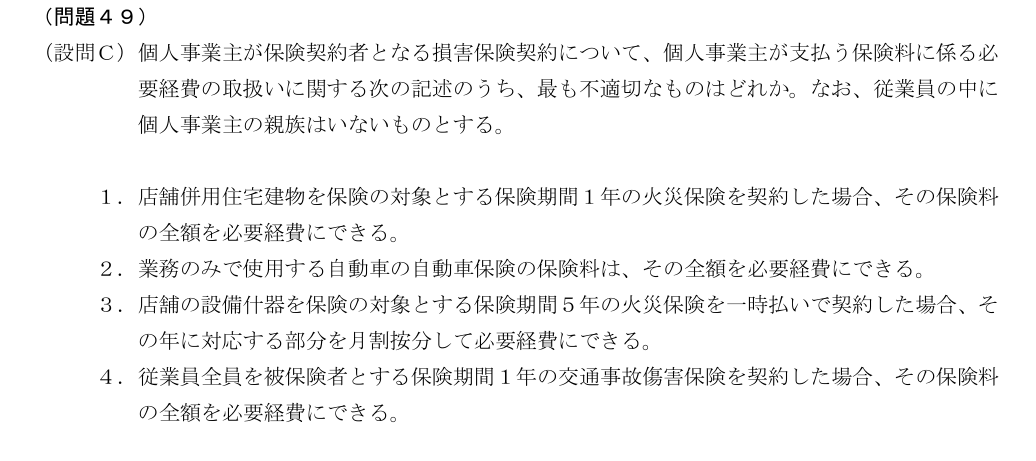 （問題４９）
（設問Ｃ）個人事業主が保険契約者となる損害保険契約について、個人事業主が支払う保険料に係る必
要経費の取扱いに関する次の記述のうち、最も不適切なものはどれか。なお、従業員の中に
個人事業主の親族はいないものとする。
１．店舗併用住宅建物を保険の対象とする保険期間１年の火災保険を契約した場合、その保険料
の全額を必要経費にできる。
２．業務のみで使用する自動車の自動車保険の保険料は、その全額を必要経費にできる。
３．店舗の設備什器を保険の対象とする保険期間５年の火災保険を一時払いで契約した場合、そ
の年に対応する部分を月割按分して必要経費にできる。
４．従業員全員を被保険者とする保険期間１年の交通事故傷害保険を契約した場合、その保険料
の全額を必要経費にできる。